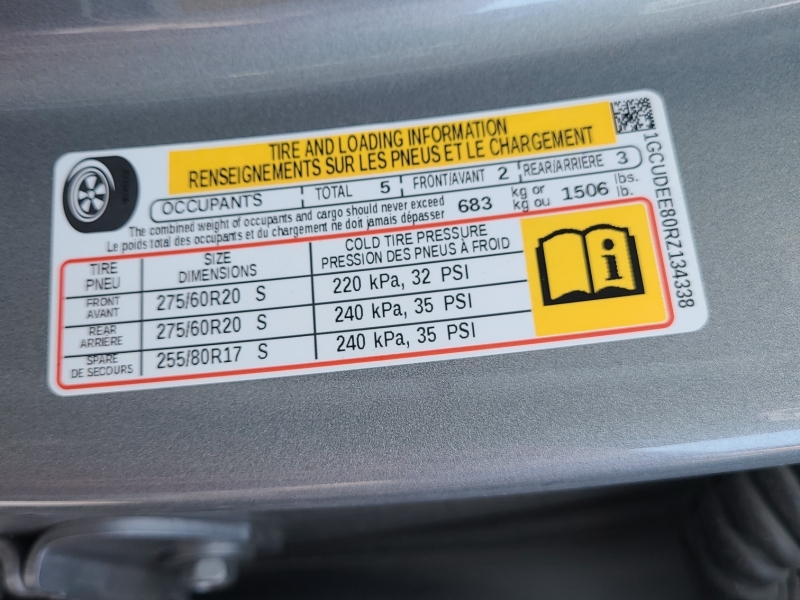 TIRE AND LOADING INFORMATION
RENSEIGNEMENTS SUR LES PNEUS ET LE CHARGEMENT
OCCUPANTS TOTAL 5 FRONT/AVANT 2 REAR/ARRIERE 3
The combined weight of occupants and cargo should never exceed 683 kg or 1506 lbs.
Le poids total des occupants et du chargement ne doit jamais dépasser kg ou lb.
TIRE PNEU
SIZE DIMENSIONS
COLD TIRE PRESSURE
PRESSION DES PNEUS À FROID
FRONT AVANT 275/60R20 S 220 kPa, 32 PSI
REAR ARRIERE 275/60R20 S 240 kPa, 35 PSI
SPARE DE SECOURS 255/80R17 S 240 kPa, 35 PSI
i
1GCUDEE80RZ134338